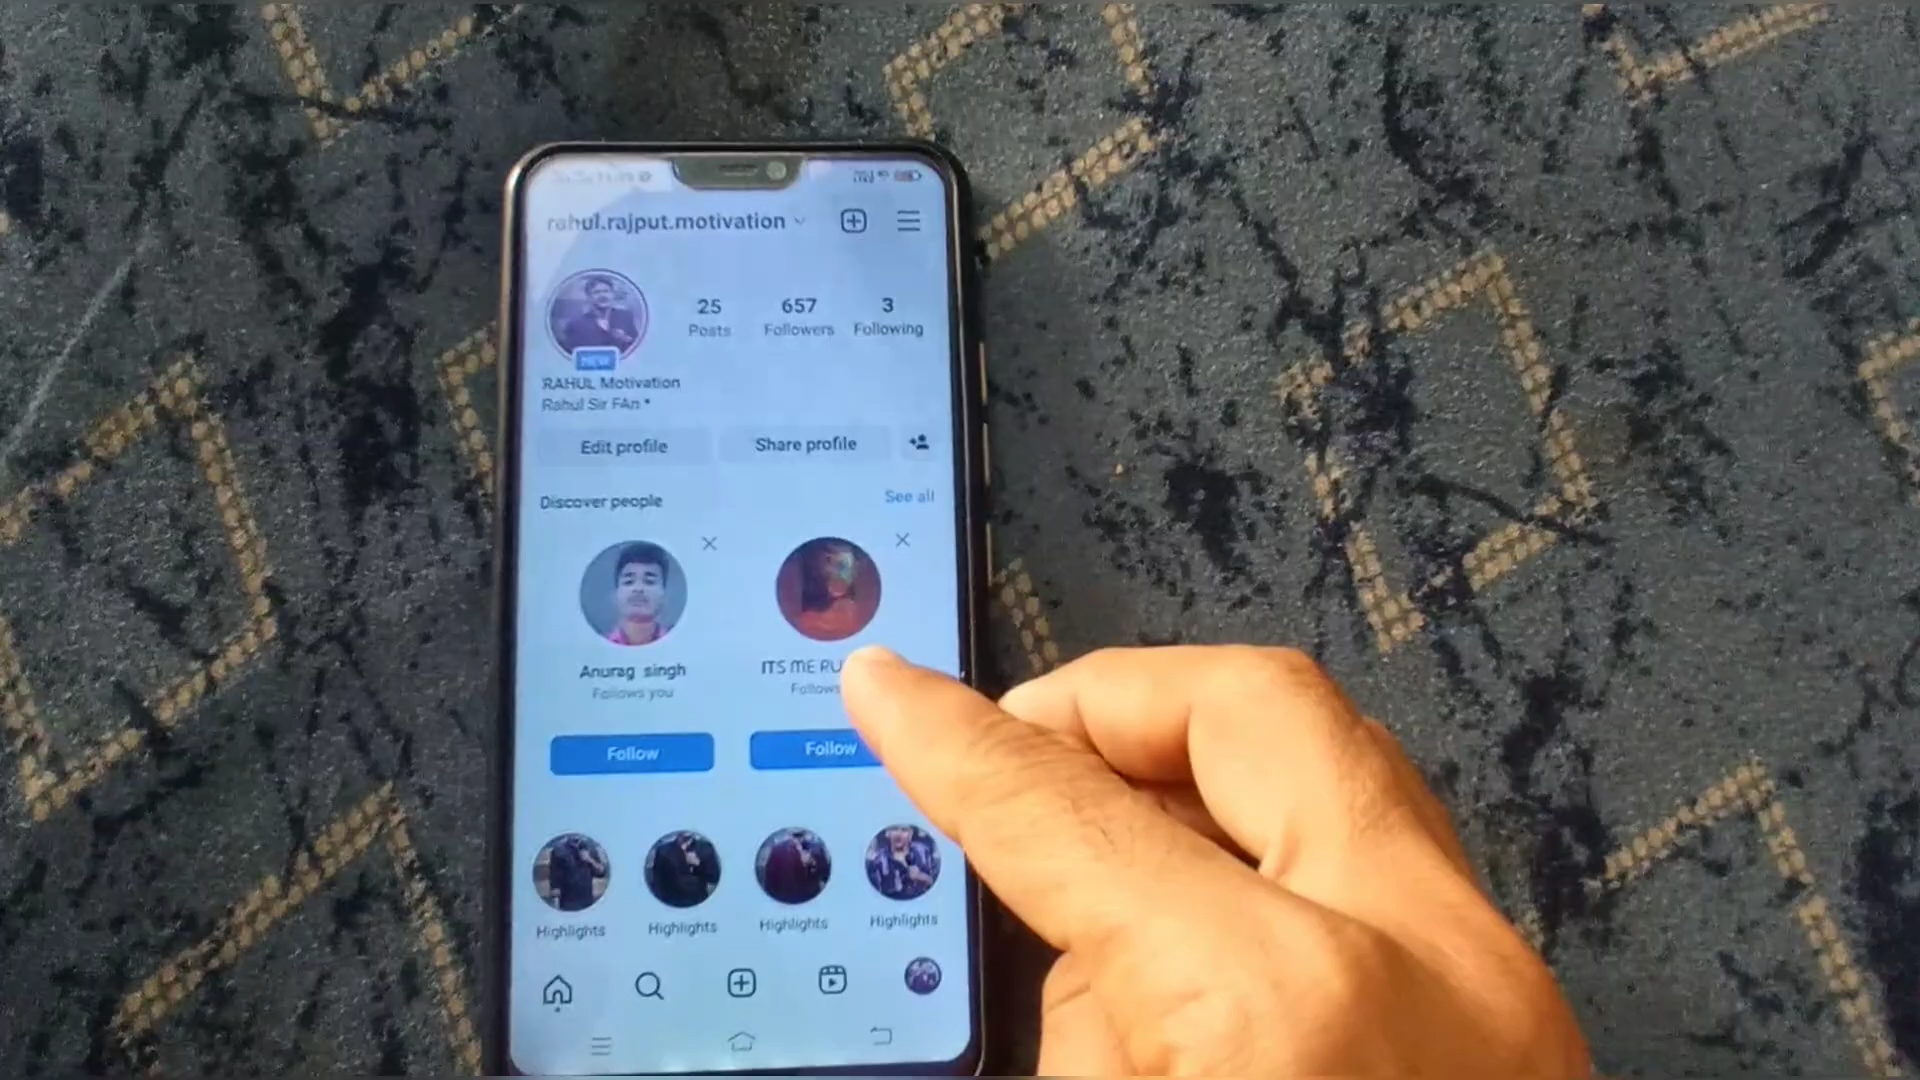 rahul.rajput.motivation
25 657 3
Posts Followers Following
NEW
RAHUL Motivation
Rahul Sir FAn *
Edit profile Share profile
Discover people See all
Anurag singh ITS ME RU
Follows you Follows
Follow Follow
Highlights Highlights Highlights Highlights